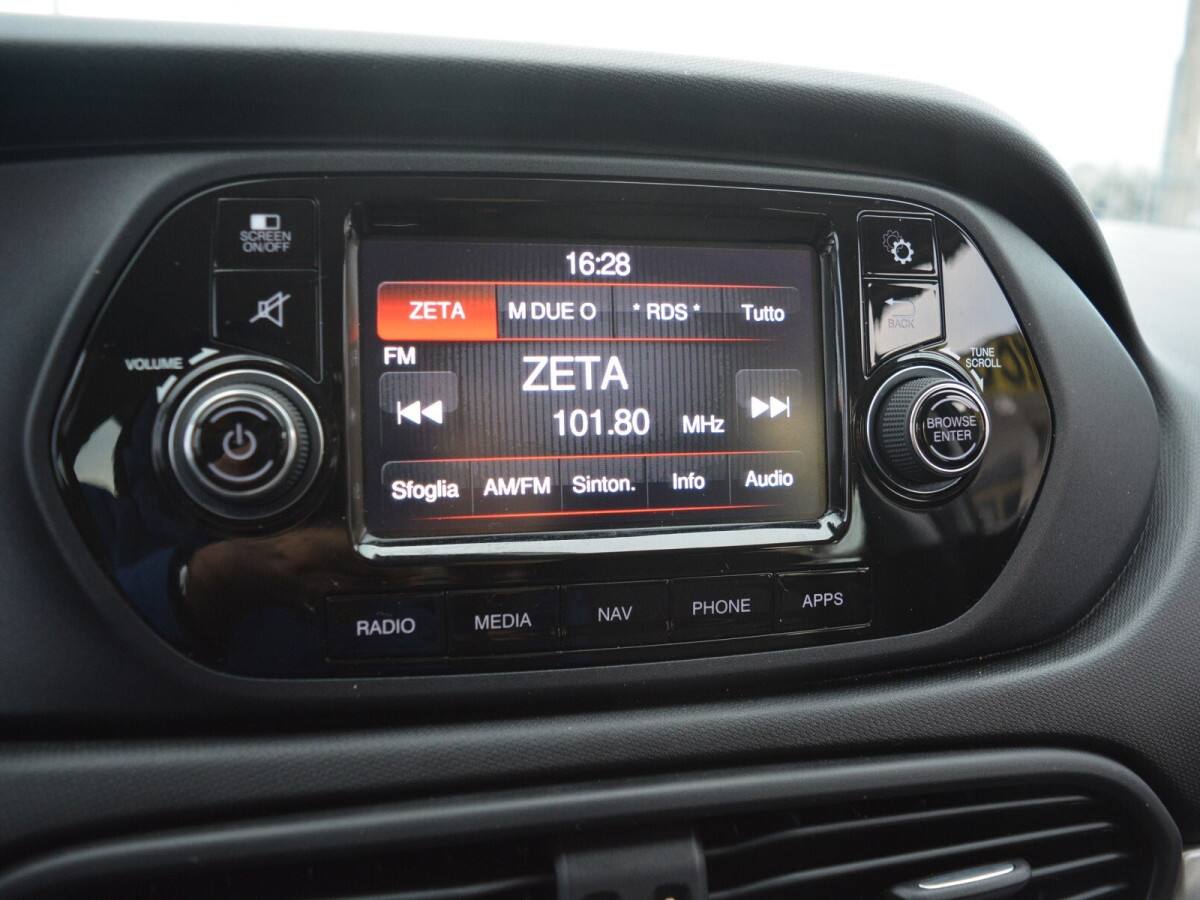 SCREEN
ON/OFF
VOLUME
16:28
ZETA M DUE O * RDS * Tutto
FM
ZETA
101.80 MHz
Sfoglia AM/FM Sinton. Info Audio
BACK
TUNE
SCROLL
BROWSE
ENTER
RADIO MEDIA NAV PHONE APPS